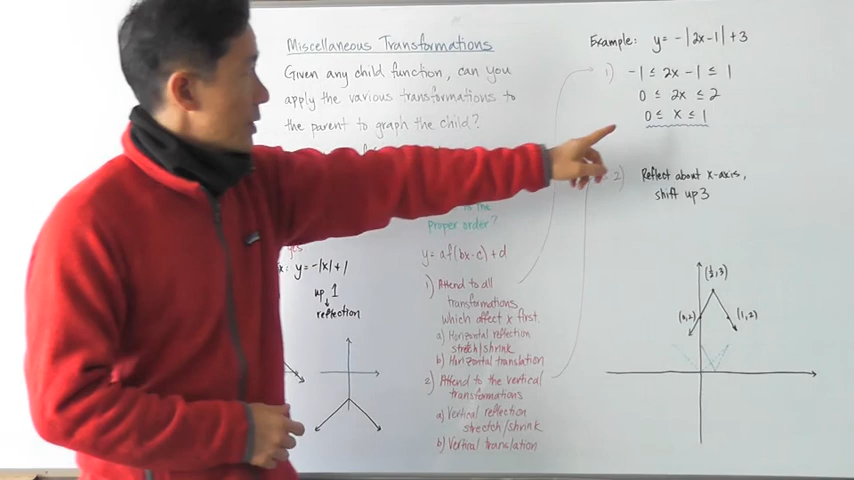 Miscellaneous Transformations
Given any child function, can you
apply the various transformations to
the parent to graph the child?
is the
proper order?
yes
x: y=-|x|+1
up 1
reflection
y = af(bx-c)+d
1) Attend to all
transformations
which affect x first.
a) Horizontal reflection
stretch/shrink
b) Horizontal translation
2) Attend to the vertical
transformations
a) Vertical reflection
stretch/shrink
b) Vertical translation
Example: y = -|2x-1|+3
1) -1 ≤ 2x - 1 ≤ 1
0 ≤ 2x ≤ 2
0 ≤ x ≤ 1
2) Reflect about x-axis,
shift up 3
(½,3)
(0,2)
(1,2)